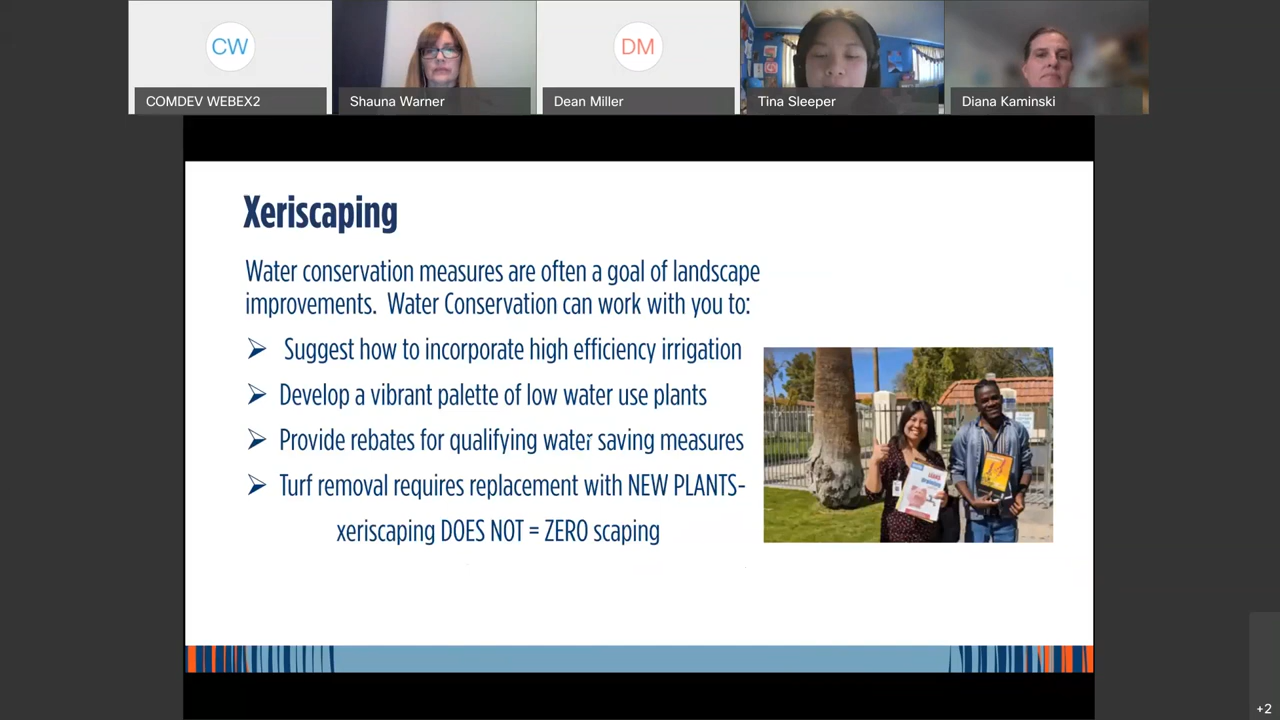 CW
DM
COMDEV WEBEX2
Shauna Warner
Dean Miller
Tina Sleeper
Diana Kaminski
Xeriscaping
Water conservation measures are often a goal of landscape
improvements. Water Conservation can work with you to:
Suggest how to incorporate high efficiency irrigation
Develop a vibrant palette of low water use plants
Provide rebates for qualifying water saving measures
Turf removal requires replacement with NEW PLANTS-
xeriscaping DOES NOT = ZERO scaping
+2